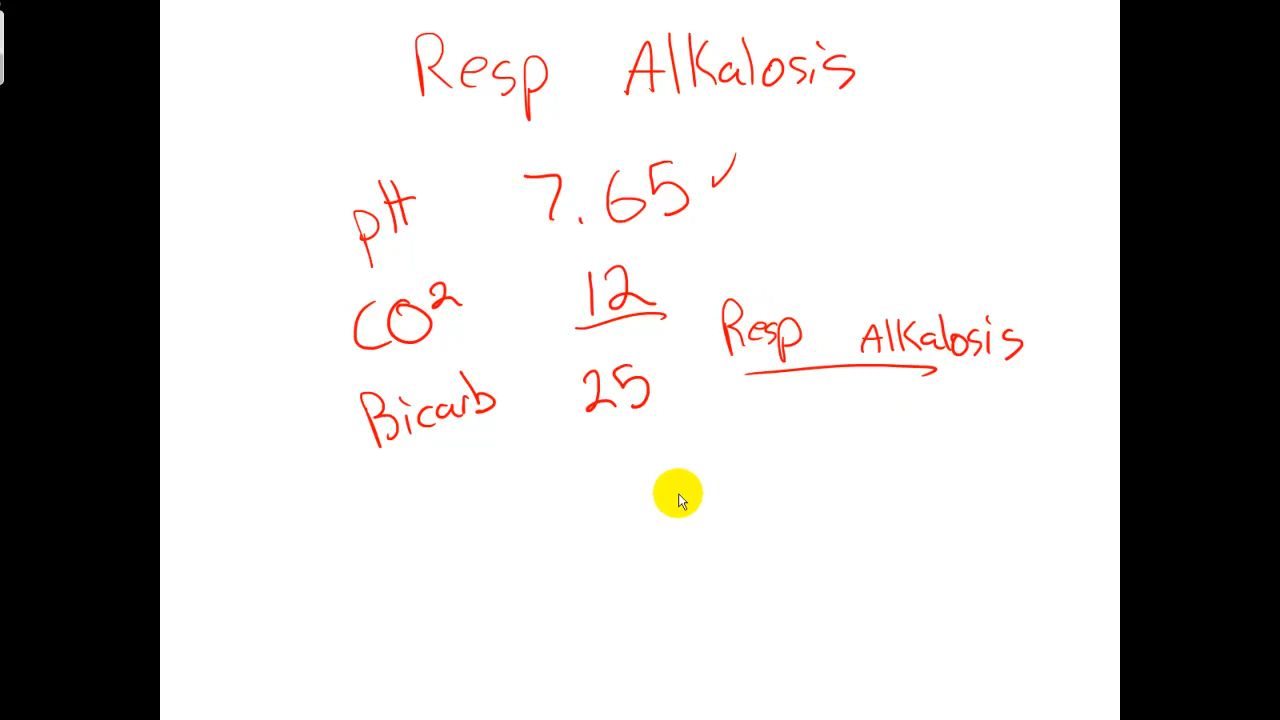 Resp Alkalosis
pH 7.65 ✓
CO² 12
Resp Alkalosis
Bicarb 25